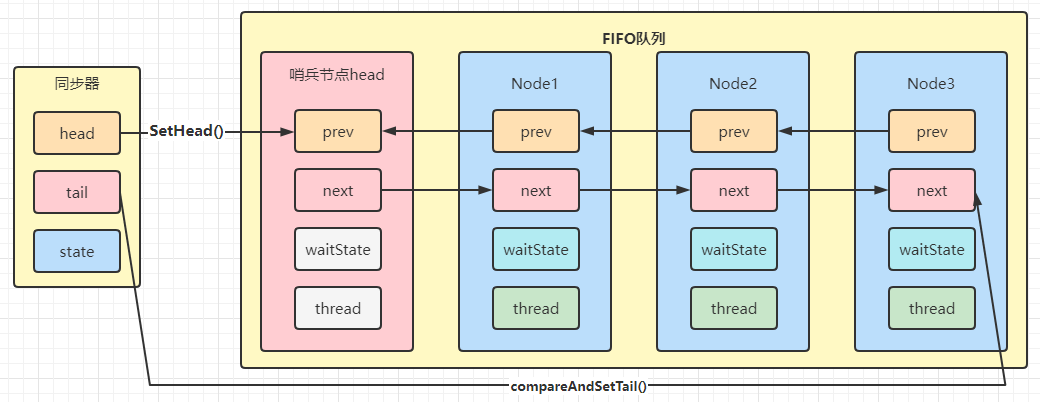 FIFO队列
同步器
head
tail
state
SetHead()
哨兵节点head
prev
next
waitState
thread
Node1
prev
next
waitState
thread
Node2
prev
next
waitState
thread
Node3
prev
next
waitState
thread
compareAndSetTail()